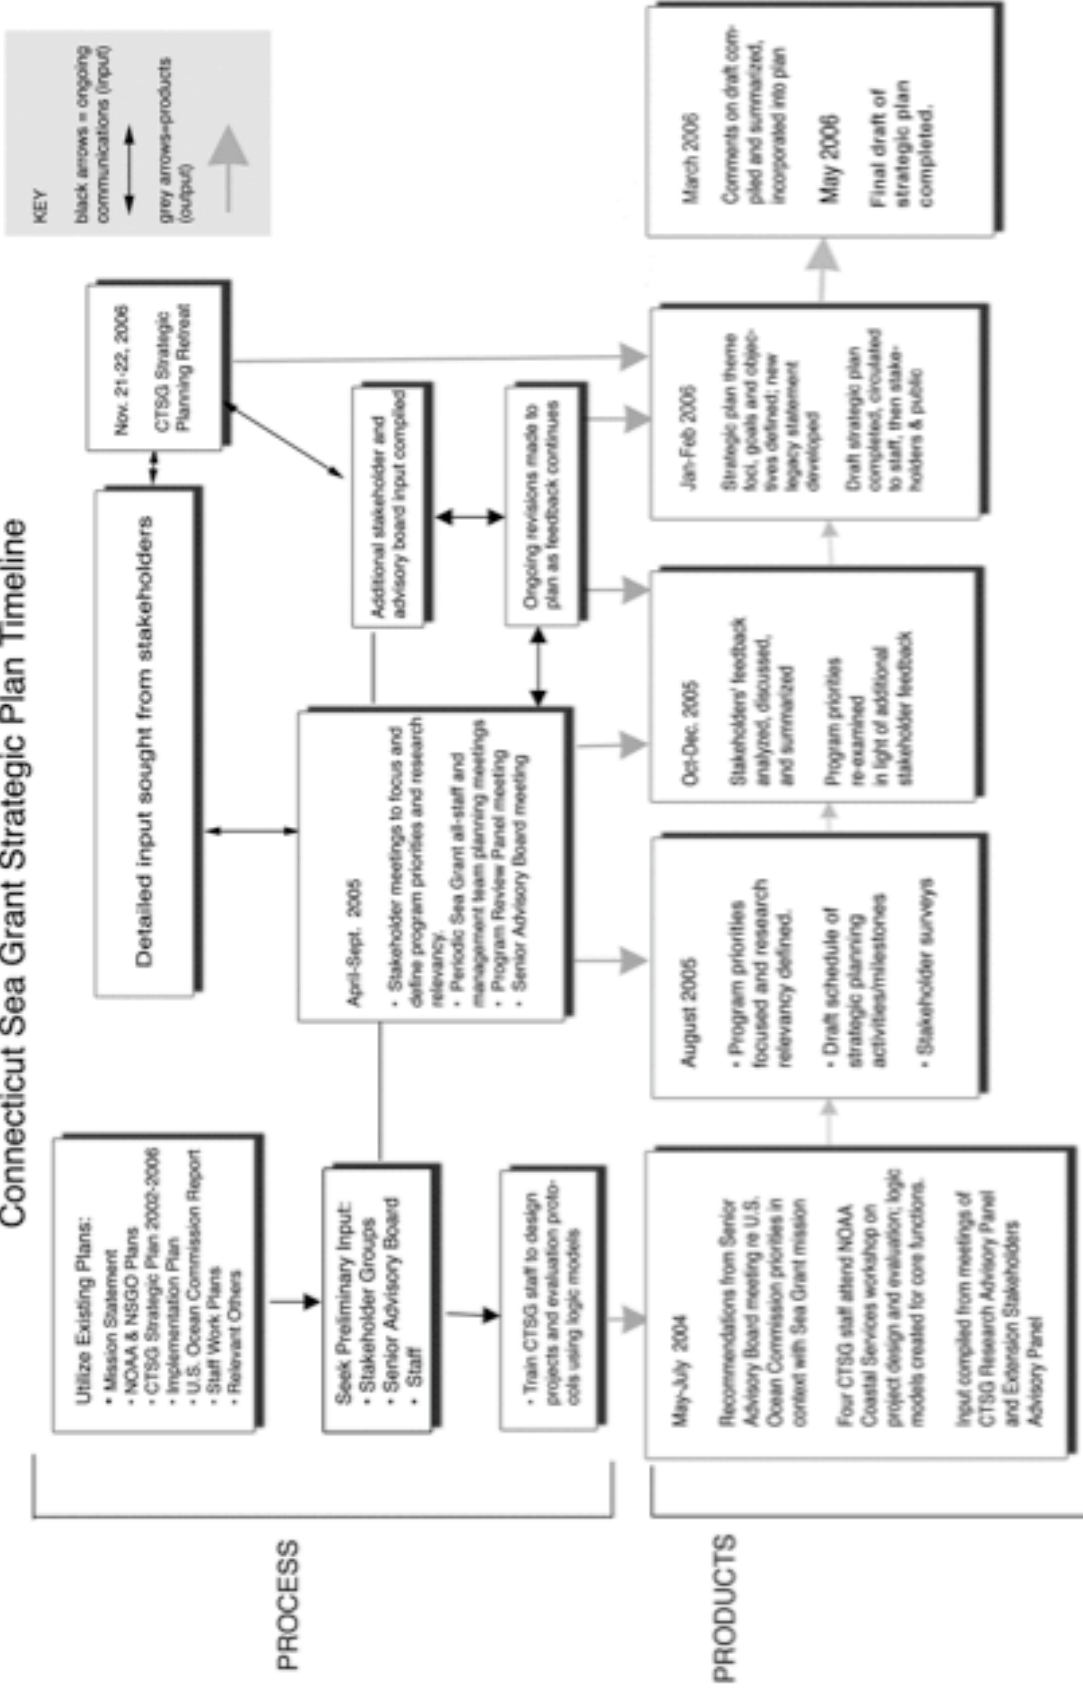 Connecticut Sea Grant Strategic Plan Timeline
KEY
black arrows = ongoing
communications (input)
grey arrows=products
(output)
PROCESS
Utilize Existing Plans:
• Mission Statement
• NOAA & NSGO Plans
• CTSG Strategic Plan 2002-2006
• Implementation Plan
• U.S. Ocean Commission Report
• Staff Work Plans
• Relevant Others
Seek Preliminary Input:
• Stakeholder Groups
• Senior Advisory Board
• Staff
• Train CTSG staff to design
projects and evaluation proto-
cols using logic models
Detailed input sought from stakeholders
April-Sept. 2005
• Stakeholder meetings to focus and
define program priorities and research
relevancy.
• Periodic Sea Grant all-staff and
management team planning meetings
• Program Review Panel meeting
• Senior Advisory Board meeting
Nov. 21-22, 2006
CTSG Strategic
Planning Retreat
Additional stakeholder and
advisory board input compiled
Ongoing revisions made to
plan as feedback continues
PRODUCTS
May-July 2004
Recommendations from Senior
Advisory Board meeting re U.S.
Ocean Commission priorities in
context with Sea Grant mission
Four CTSG staff attend NOAA
Coastal Services workshop on
project design and evaluation; logic
models created for core functions.
Input compiled from meetings of
CTSG Research Advisory Panel
and Extension Stakeholders
Advisory Panel
August 2005
• Program priorities
focused and research
relevancy defined.
• Draft schedule of
strategic planning
activities/milestones
• Stakeholder surveys
Oct-Dec. 2005
Stakeholders' feedback
analyzed, discussed,
and summarized
Program priorities
re-examined
in light of additional
stakeholder feedback
Jan-Feb 2006
Strategic plan theme
foci, goals and objec-
tives defined; new
legacy statement
developed
Draft strategic plan
completed, circulated
to staff, then stake-
holders & public
March 2006
Comments on draft com-
piled and summarized,
incorporated into plan
May 2006
Final draft of
strategic plan
completed.